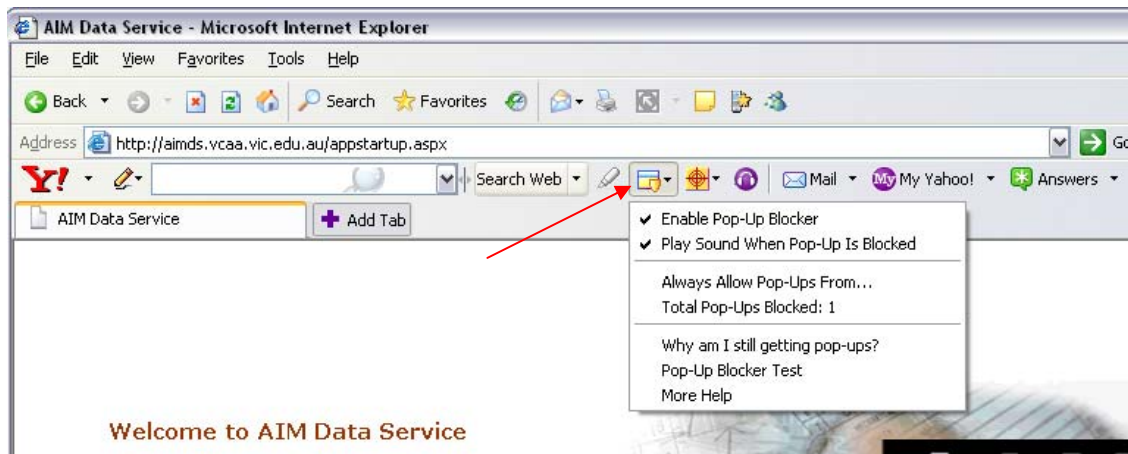 AIM Data Service - Microsoft Internet Explorer
File Edit View Favorites Tools Help
Back Search Favorites
Address http://aimds.vcaa.vic.edu.au/appstartup.aspx Go
Y! Search Web Mail My My Yahoo! Answers
AIM Data Service Add Tab
Enable Pop-Up Blocker
Play Sound When Pop-Up Is Blocked
Always Allow Pop-Ups From...
Total Pop-Ups Blocked: 1
Why am I still getting pop-ups?
Pop-Up Blocker Test
More Help
Welcome to AIM Data Service